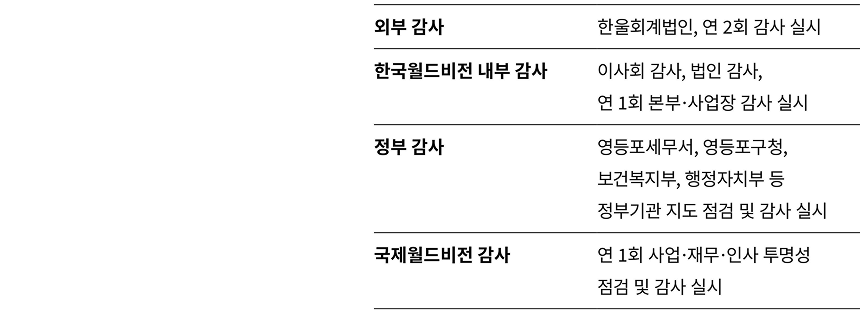 외부 감사 한울회계법인, 연 2회 감사 실시
한국월드비전 내부 감사 이사회 감사, 법인 감사,
연 1회 본부·사업장 감사 실시
정부 감사 영등포세무서, 영등포구청,
보건복지부, 행정자치부 등
정부기관 지도 점검 및 감사 실시
국제월드비전 감사 연 1회 사업·재무·인사 투명성
점검 및 감사 실시